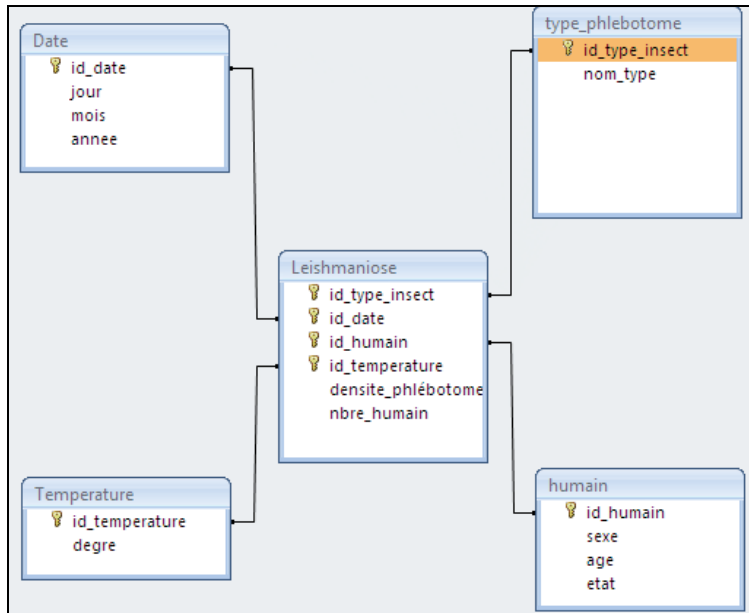 Date
id_date
jour
mois
annee
type_phlebotome
id_type_insect
nom_type
Leishmaniose
id_type_insect
id_date
id_humain
id_temperature
densite_phlébotome
nbre_humain
Temperature
id_temperature
degre
humain
id_humain
sexe
age
etat